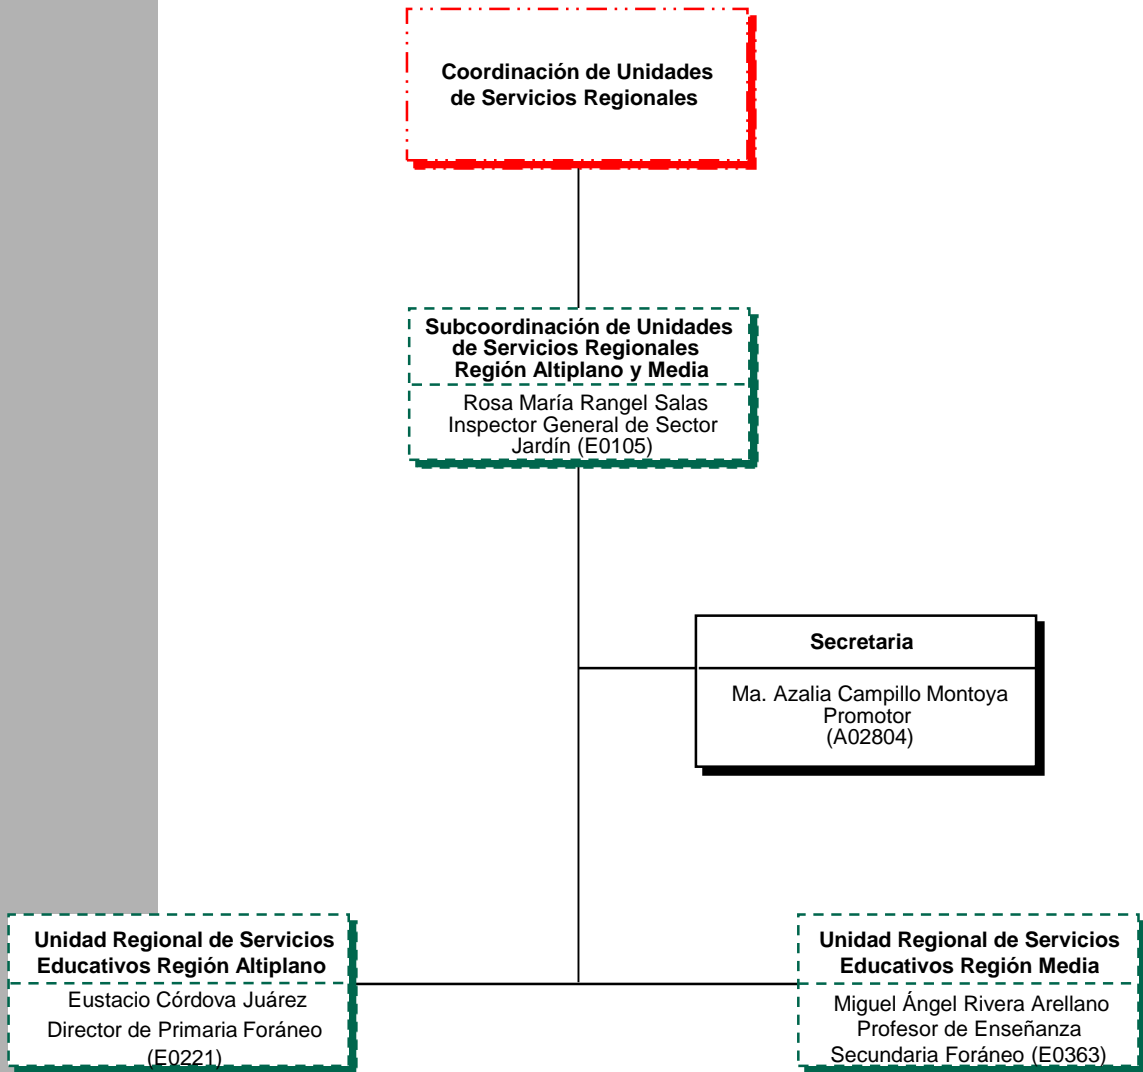 Coordinación de Unidades
de Servicios Regionales
Subcoordinación de Unidades
de Servicios Regionales
Región Altiplano y Media
Rosa María Rangel Salas
Inspector General de Sector
Jardín (E0105)
Secretaria
Ma. Azalia Campillo Montoya
Promotor
(A02804)
Unidad Regional de Servicios
Educativos Región Altiplano
Eustacio Córdova Juárez
Director de Primaria Foráneo
(E0221)
Unidad Regional de Servicios
Educativos Región Media
Miguel Ángel Rivera Arellano
Profesor de Enseñanza
Secundaria Foráneo (E0363)